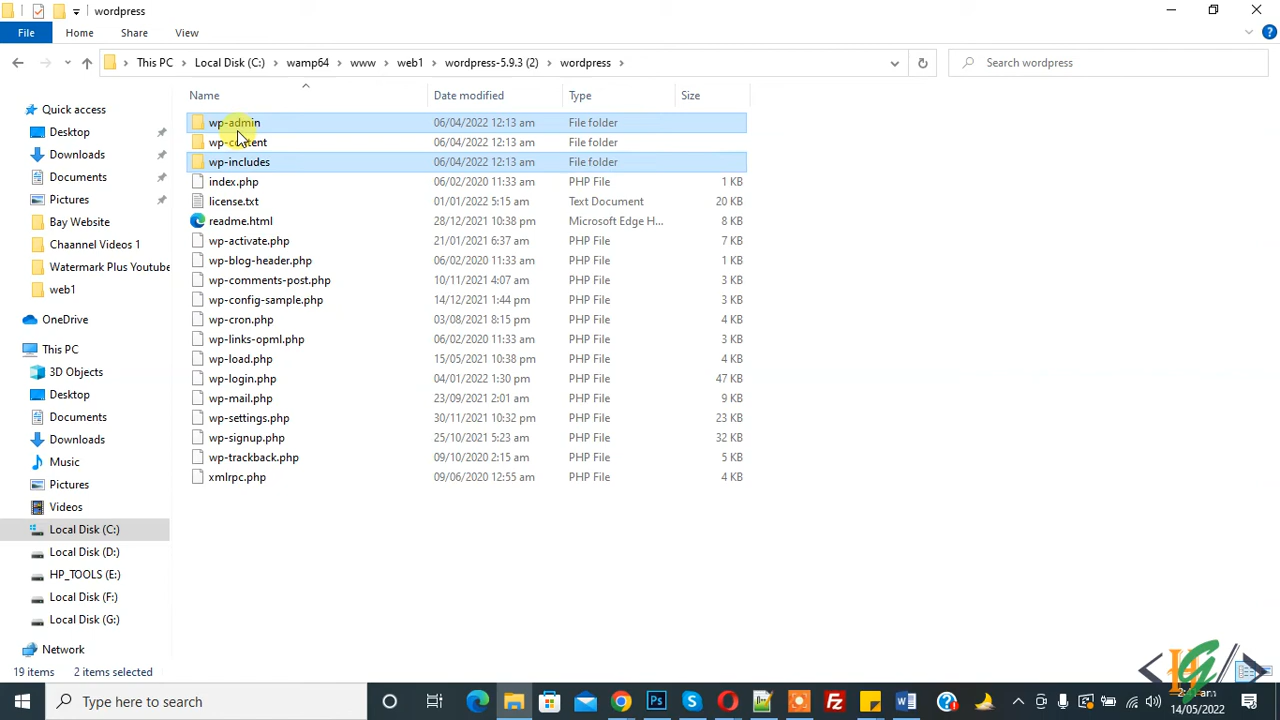 wordpress
File Home Share View
This PC Local Disk (C:) wamp64 www web1 wordpress-5.9.3 (2) wordpress
Search wordpress
Name Date modified Type Size
Quick access
Desktop
Downloads
Documents
Pictures
Bay Website
Chaannel Videos 1
Watermark Plus Youtube
web1
OneDrive
This PC
3D Objects
Desktop
Documents
Downloads
Music
Pictures
Videos
Local Disk (C:)
Local Disk (D:)
HP_TOOLS (E:)
Local Disk (F:)
Local Disk (G:)
Network
wp-admin 06/04/2022 12:13 am File folder
wp-content 06/04/2022 12:13 am File folder
wp-includes 06/04/2022 12:13 am File folder
index.php 06/02/2020 11:33 am PHP File 1 KB
license.txt 01/01/2022 5:15 am Text Document 20 KB
readme.html 28/12/2021 10:38 pm Microsoft Edge H... 8 KB
wp-activate.php 21/01/2021 6:37 am PHP File 7 KB
wp-blog-header.php 06/02/2020 11:33 am PHP File 1 KB
wp-comments-post.php 10/11/2021 4:07 am PHP File 3 KB
wp-config-sample.php 14/12/2021 1:44 pm PHP File 3 KB
wp-cron.php 03/08/2021 8:15 pm PHP File 4 KB
wp-links-opml.php 06/02/2020 11:33 am PHP File 3 KB
wp-load.php 15/05/2021 10:38 pm PHP File 4 KB
wp-login.php 04/01/2022 1:30 pm PHP File 47 KB
wp-mail.php 23/09/2021 2:01 am PHP File 9 KB
wp-settings.php 30/11/2021 10:32 pm PHP File 23 KB
wp-signup.php 25/10/2021 5:23 am PHP File 32 KB
wp-trackback.php 09/10/2020 2:15 am PHP File 5 KB
xmlrpc.php 09/06/2020 12:55 am PHP File 4 KB
19 items 2 items selected
Type here to search
14/05/2022